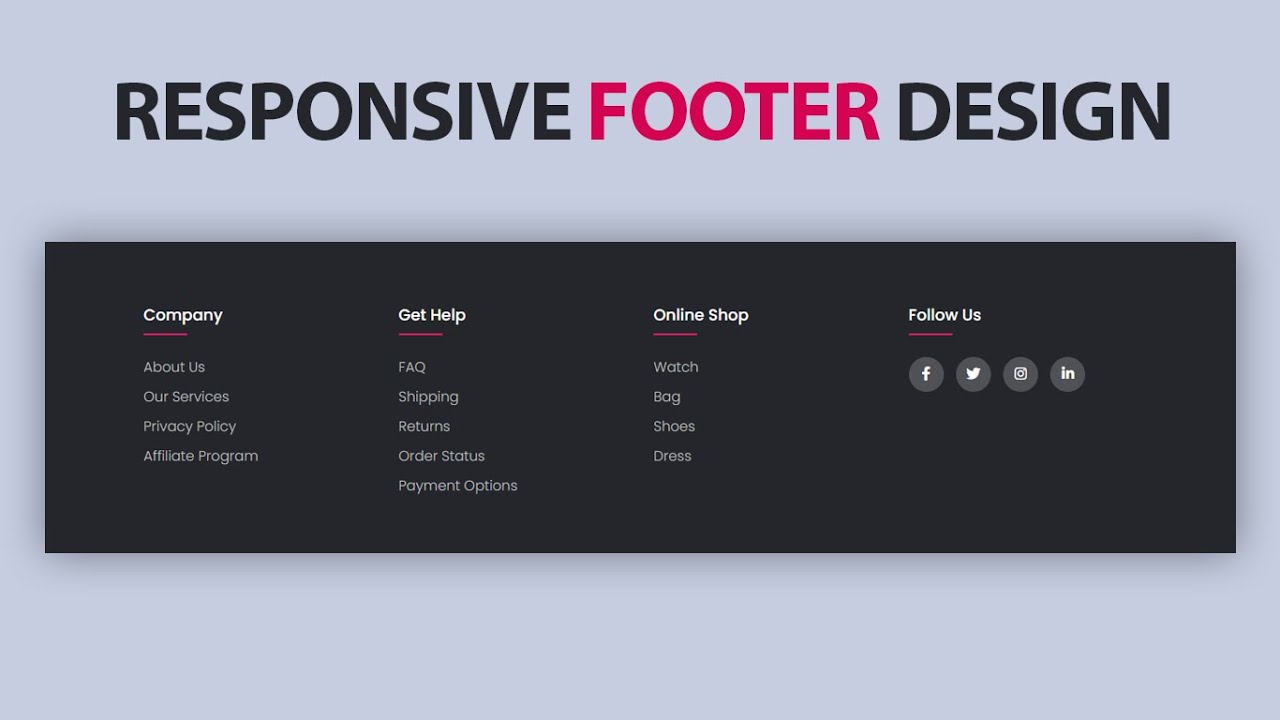 RESPONSIVE FOOTER DESIGN
Company
About Us
Our Services
Privacy Policy
Affiliate Program
Get Help
FAQ
Shipping
Returns
Order Status
Payment Options
Online Shop
Watch
Bag
Shoes
Dress
Follow Us